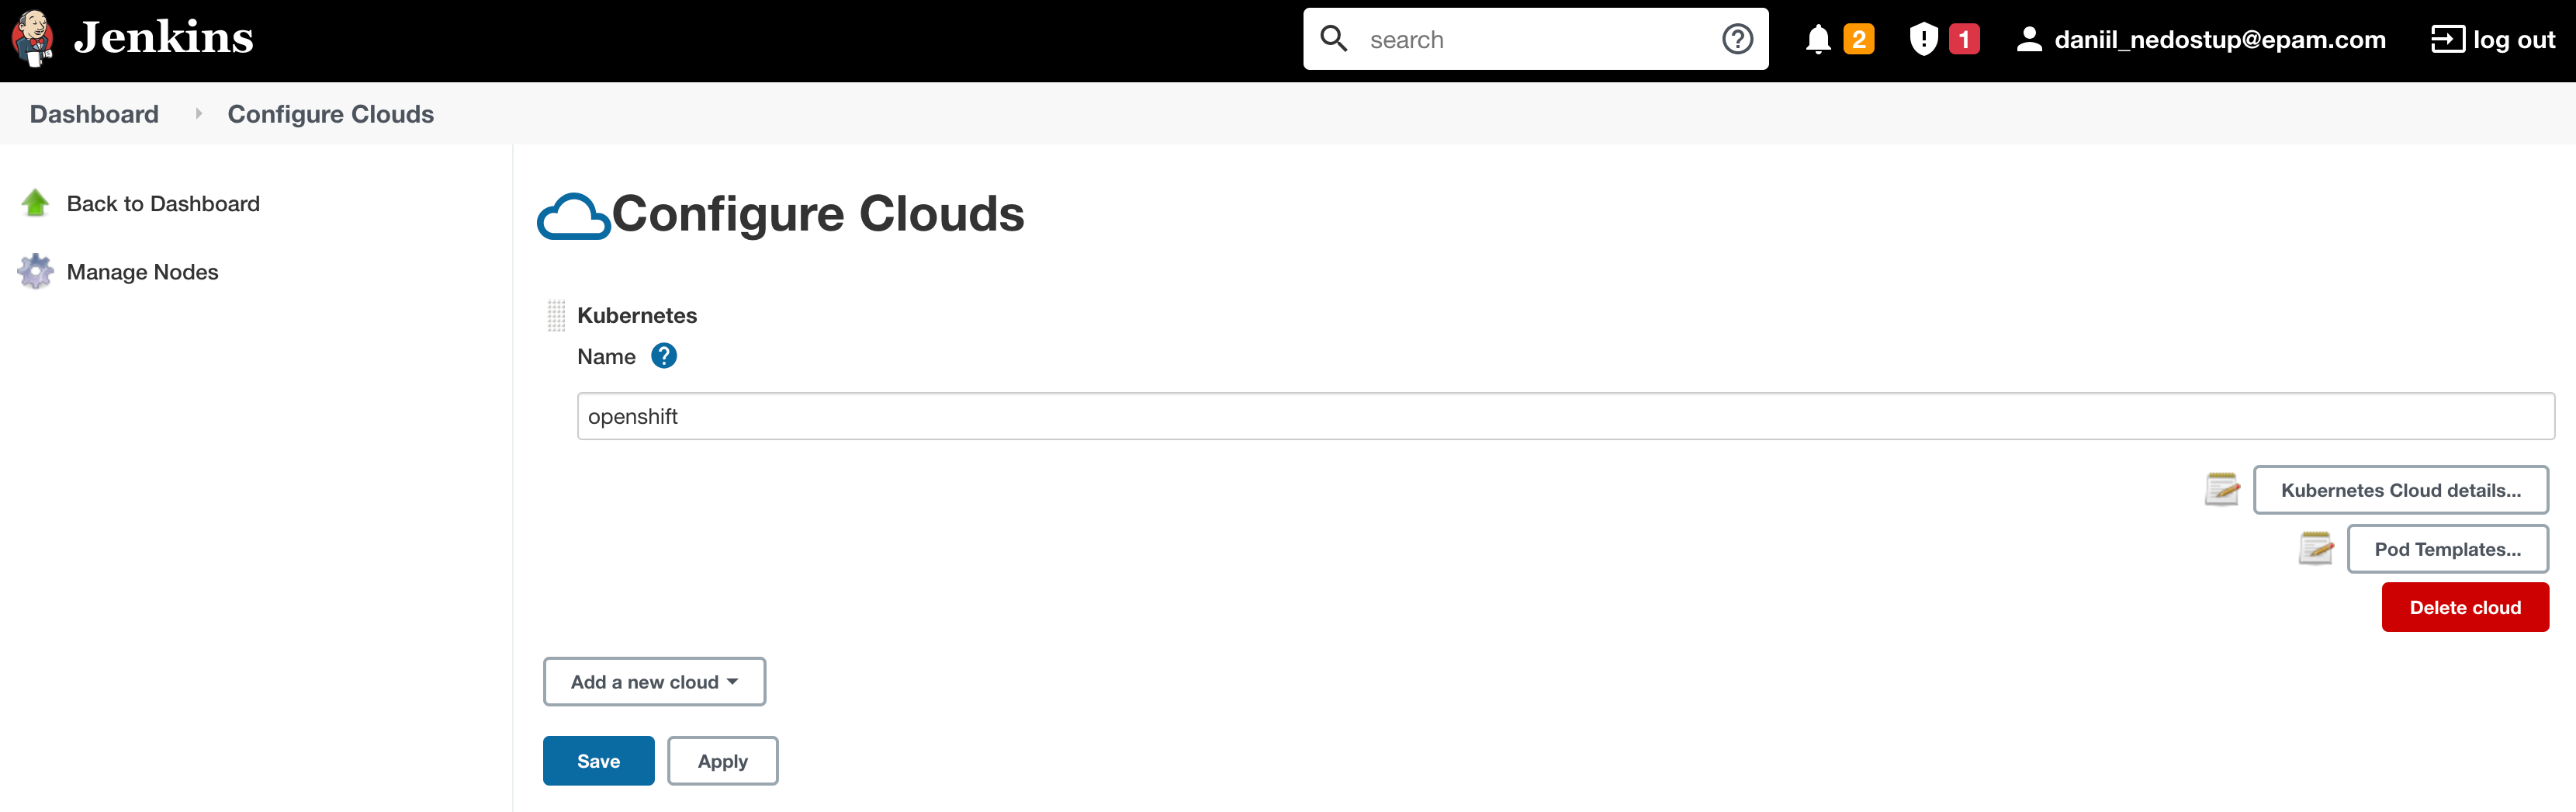 Jenkins
search
2
1
daniil_nedostup@epam.com
log out
Dashboard
Configure Clouds
Back to Dashboard
Manage Nodes
Configure Clouds
Kubernetes
Name
openshift
Kubernetes Cloud details...
Pod Templates...
Delete cloud
Add a new cloud
Save
Apply